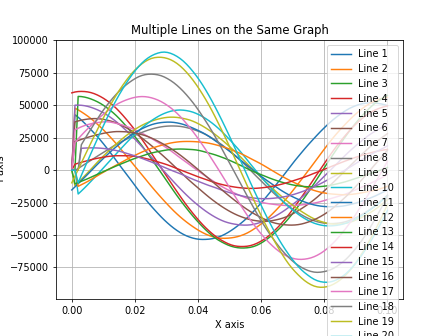 Multiple Lines on the Same Graph
100000
75000
50000
25000
0
−25000
−50000
−75000
0.00
0.02
0.04
0.06
0.08
X axis
Line 1
Line 2
Line 3
Line 4
Line 5
Line 6
Line 7
Line 8
Line 9
Line 10
Line 11
Line 12
Line 13
Line 14
Line 15
Line 16
Line 17
Line 18
Line 19
Line 20